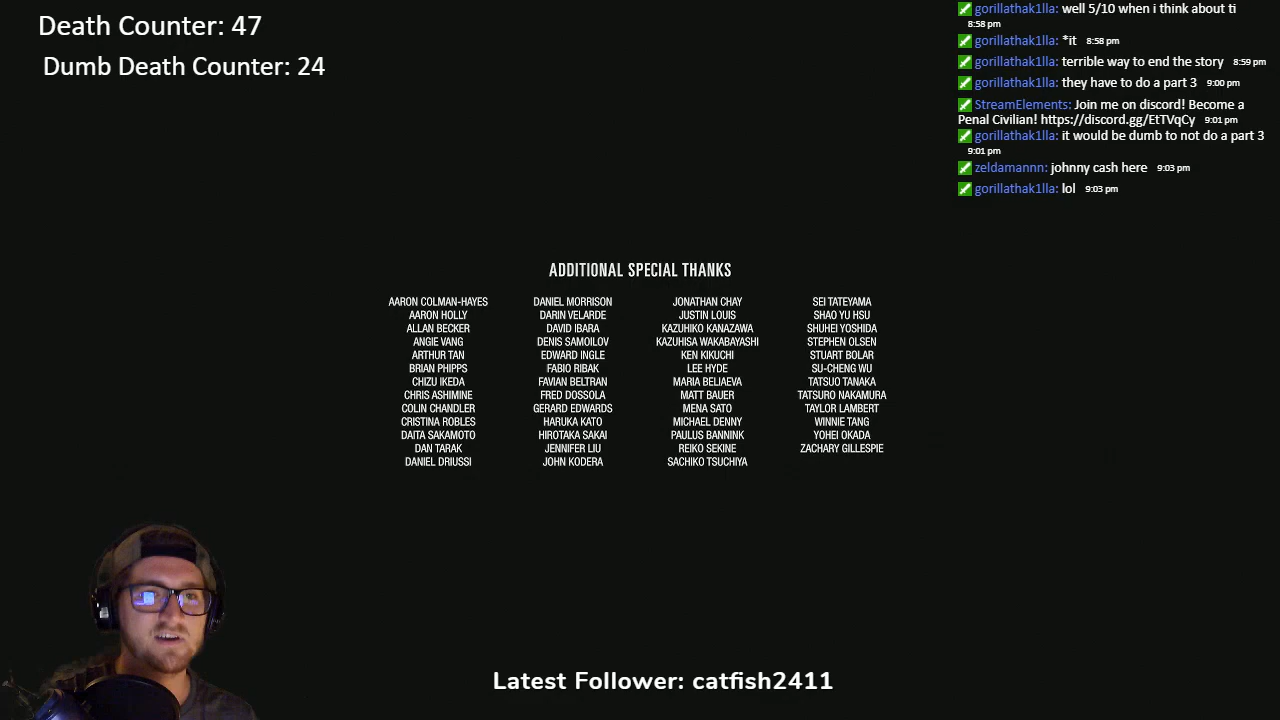 Death Counter: 47
Dumb Death Counter: 24
gorillathak1lla: well 5/10 when i think about ti
8:58 pm
gorillathak1lla: *it 8:58 pm
gorillathak1lla: terrible way to end the story 8:59 pm
gorillathak1lla: they have to do a part 3 9:00 pm
StreamElements: Join me on discord! Become a
Penal Civilian! https://discord.gg/EtTVqCy 9:01 pm
gorillathak1lla: it would be dumb to not do a part 3
9:01 pm
zeldamannn: johnny cash here 9:03 pm
gorillathak1lla: lol 9:03 pm
ADDITIONAL SPECIAL THANKS
AARON COLMAN-HAYES DANIEL MORRISON JONATHAN CHAY SEI TATEYAMA
AARON HOLLY DARIN VELARDE JUSTIN LOUIS SHAO YU HSU
ALLAN BECKER DAVID IBARA KAZUHIKO KANAZAWA SHUHEI YOSHIDA
ANGIE VANG DENIS SAMOILOV KAZUHISA WAKABAYASHI STEPHEN OLSEN
ARTHUR TAN EDWARD INGLE KEN KIKUCHI STUART BOLAR
BRIAN PHIPPS FABIO RIBAK LEE HYDE SU-CHENG WU
CHIZU IKEDA FAVIAN BELTRAN MARIA BELIAEVA TATSUO TANAKA
CHRIS ASHIMINE FRED DOSSOLA MATT BAUER TATSURO NAKAMURA
COLIN CHANDLER GERARD EDWARDS MENA SATO TAYLOR LAMBERT
CRISTINA ROBLES HARUKA KATO MICHAEL DENNY WINNIE TANG
DAITA SAKAMOTO HIROTAKA SAKAI PAULUS BANNINK YOHEI OKADA
DAN TARAK JENNIFER LIU REIKO SEKINE ZACHARY GILLESPIE
DANIEL DRIUSSI JOHN KODERA SACHIKO TSUCHIYA
Latest Follower: catfish2411